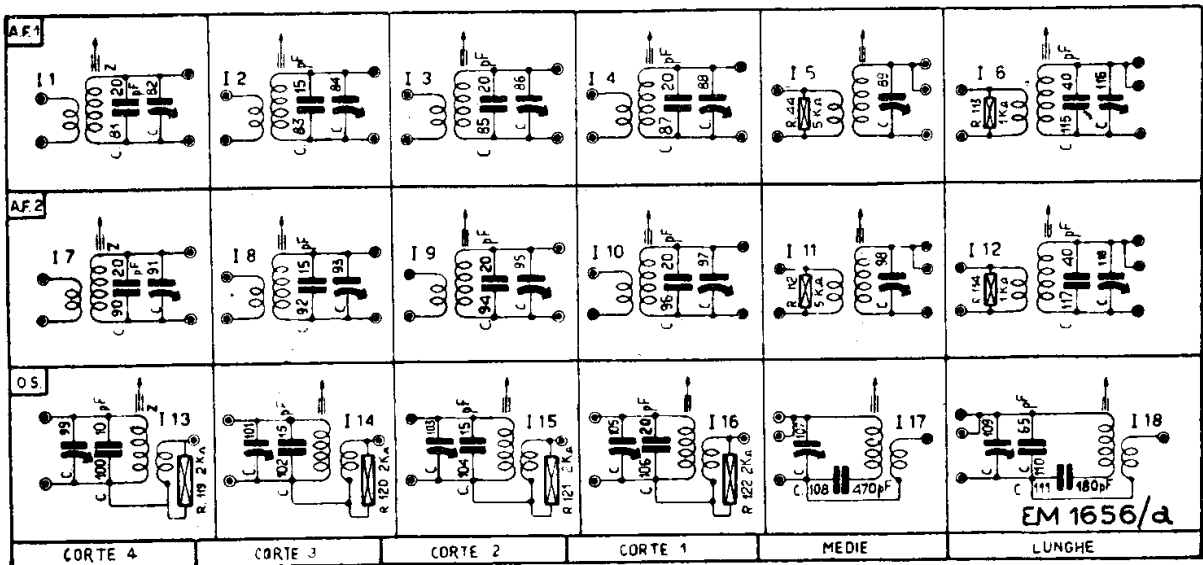 A.F.1
I 1
20 pF
C. 81
C 82
Z
I 2
15 pF
C. 83
C 84
I 3
20 pF
C. 85
C 86
I 4
20 pF
C. 87
C 88
I 5
R. 44
5 KΩ
C 89
I 6
R. 113
1 KΩ
40 pF
C. 115
C 116
A.F.2
I 7
20 pF
C. 90
C 91
Z
I 8
15 pF
C. 92
C 93
I 9
20 pF
C. 94
C 95
I 10
20 pF
C. 96
C 97
I 11
R. 112
5 KΩ
C 98
I 12
R. 114
1 KΩ
40 pF
C. 117
C 118
O S.
C 99
10 pF
C. 100
Z
I 13
R. 119 2 KΩ
C 101
15 pF
C. 102
I 14
R 120 2KΩ
C 103
15 pF
C. 104
I 15
R 121 2 KΩ
C 105
20 pF
C. 106
I 16
R 122 2 KΩ
C 107
C. 108
470pF
I 17
C 109
65 pF
C. 110
111
180pF
I 18
EM 1656/a
CORTE 4
CORTE 3
CORTE 2
CORTE 1
MEDIE
LUNGHE